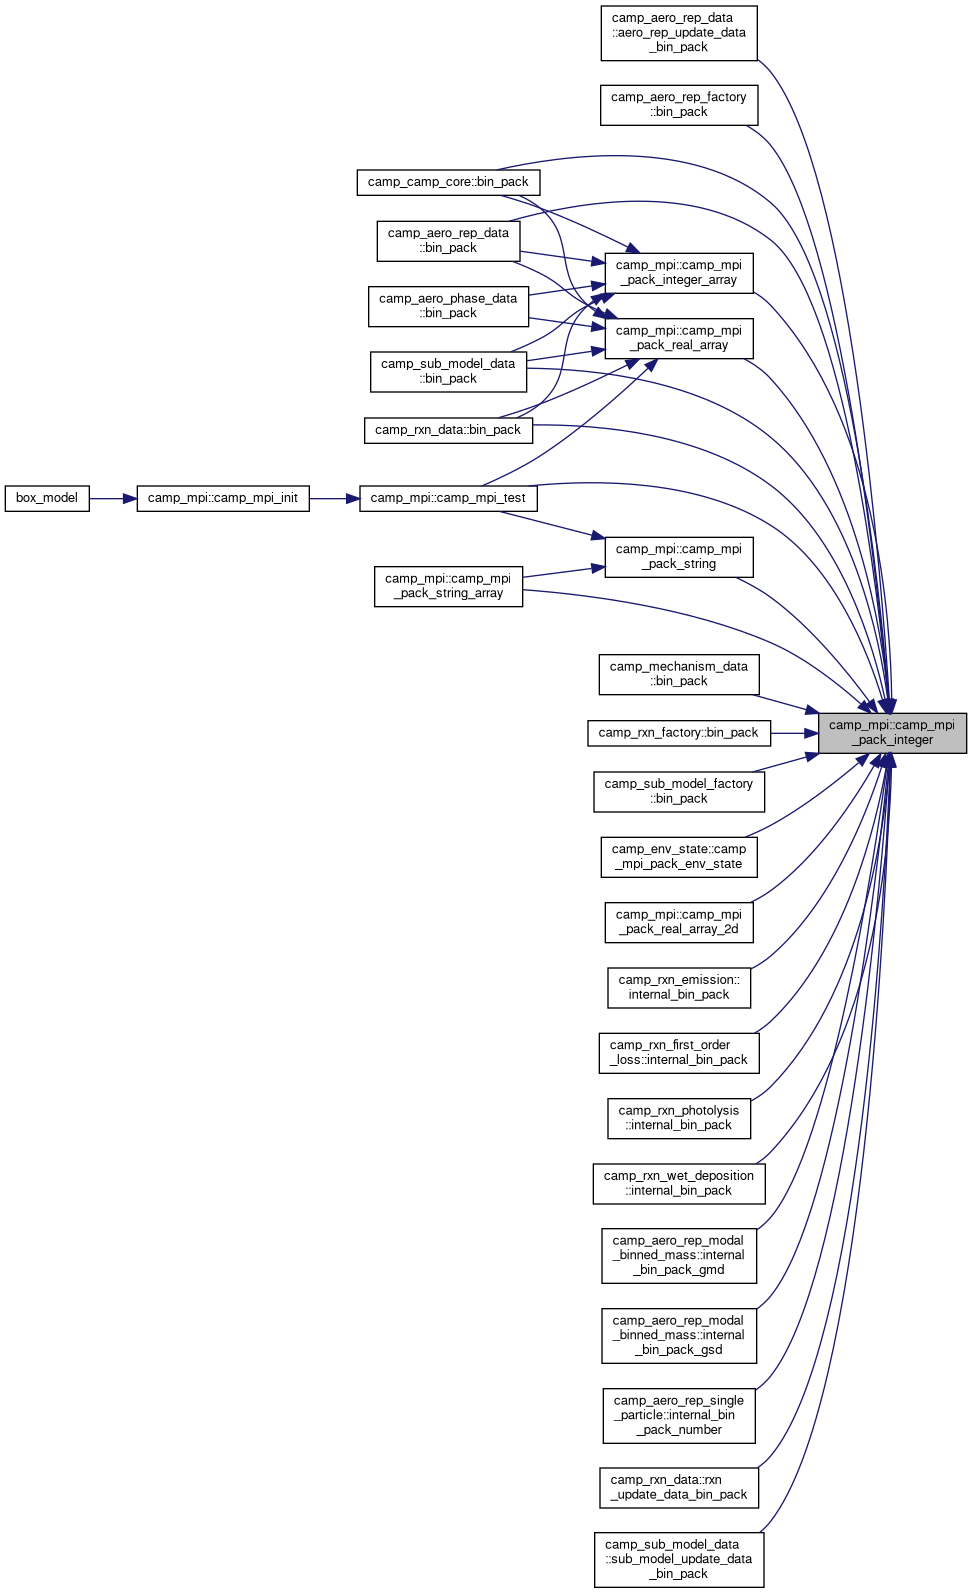 camp_aero_rep_data
::aero_rep_update_data
_bin_pack
camp_aero_rep_factory
::bin_pack
camp_camp_core::bin_pack
camp_aero_rep_data
::bin_pack
camp_mpi::camp_mpi
_pack_integer_array
camp_aero_phase_data
::bin_pack
camp_mpi::camp_mpi
_pack_real_array
camp_sub_model_data
::bin_pack
camp_rxn_data::bin_pack
box_model
camp_mpi::camp_mpi_init
camp_mpi::camp_mpi_test
camp_mpi::camp_mpi
_pack_string
camp_mpi::camp_mpi
_pack_string_array
camp_mechanism_data
::bin_pack
camp_mpi::camp_mpi
_pack_integer
camp_rxn_factory::bin_pack
camp_sub_model_factory
::bin_pack
camp_env_state::camp
_mpi_pack_env_state
camp_mpi::camp_mpi
_pack_real_array_2d
camp_rxn_emission::
internal_bin_pack
camp_rxn_first_order
_loss::internal_bin_pack
camp_rxn_photolysis
::internal_bin_pack
camp_rxn_wet_deposition
::internal_bin_pack
camp_aero_rep_modal
_binned_mass::internal
_bin_pack_gmd
camp_aero_rep_modal
_binned_mass::internal
_bin_pack_gsd
camp_aero_rep_single
_particle::internal_bin
_pack_number
camp_rxn_data::rxn
_update_data_bin_pack
camp_sub_model_data
::sub_model_update_data
_bin_pack